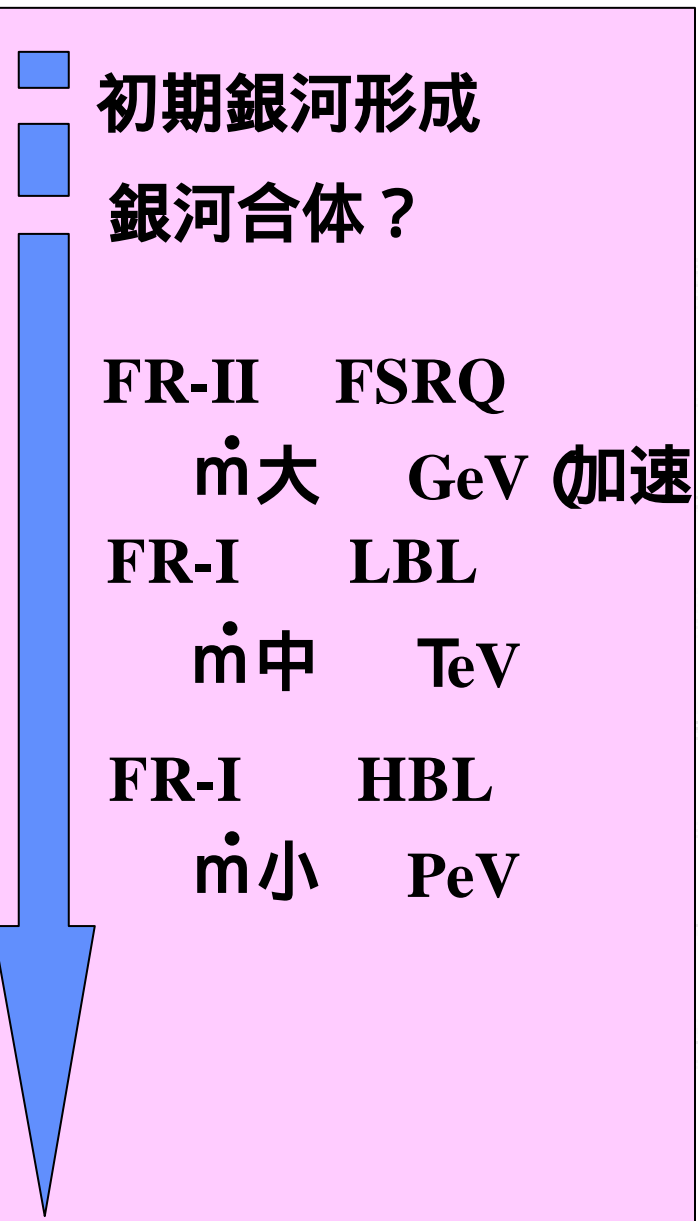 初期銀河形成
銀河合体？
FR-II FSRQ
ṁ大 GeV の加速
FR-I LBL
ṁ中 TeV
FR-I HBL
ṁ小 PeV